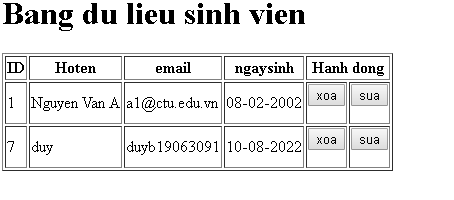 Bang du lieu sinh vien
ID Hoten email ngaysinh Hanh dong
1 Nguyen Van A a1@ctu.edu.vn 08-02-2002 xoa sua
7 duy duyb19063091 10-08-2022 xoa sua